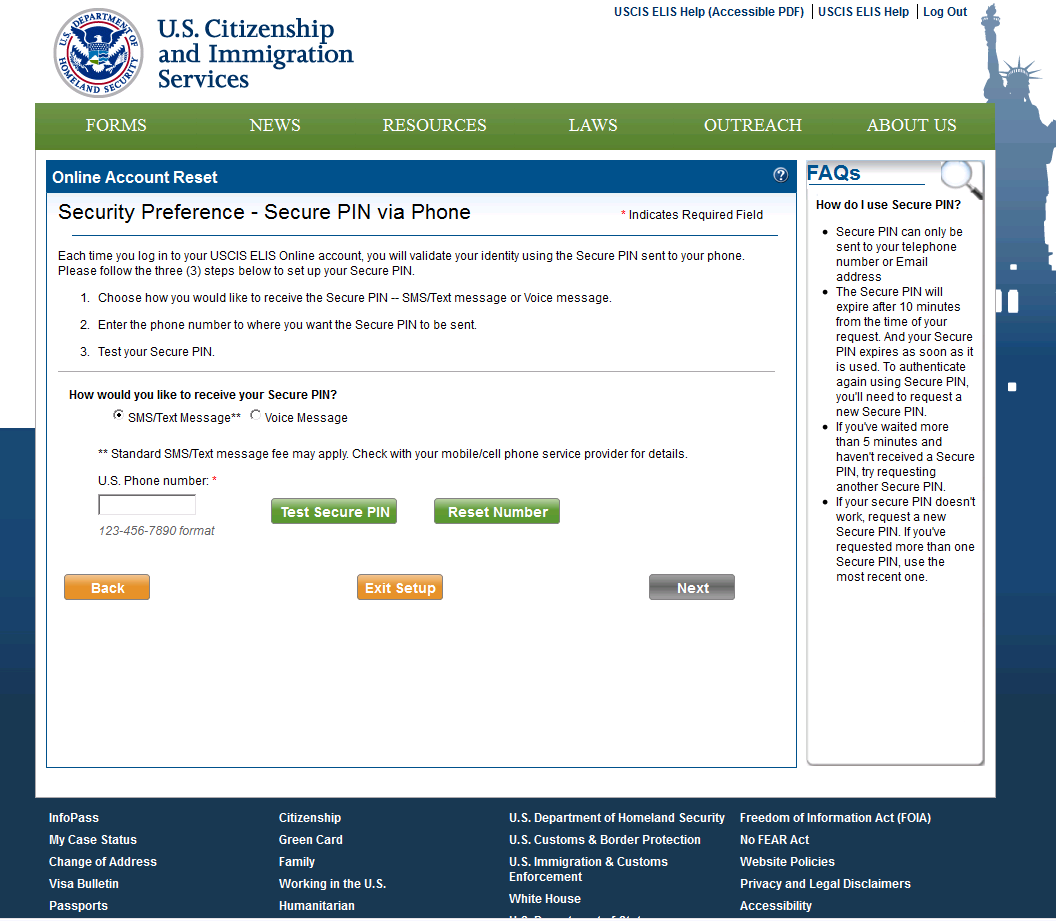 USCIS ELIS Help (Accessible PDF) | USCIS ELIS Help | Log Out
U.S. DEPARTMENT OF HOMELAND SECURITY
U.S. Citizenship
and Immigration
Services
FORMS NEWS RESOURCES LAWS OUTREACH ABOUT US
Online Account Reset ?
Security Preference - Secure PIN via Phone
* Indicates Required Field
Each time you log in to your USCIS ELIS Online account, you will validate your identity using the Secure PIN sent to your phone.
Please follow the three (3) steps below to set up your Secure PIN.
1. Choose how you would like to receive the Secure PIN -- SMS/Text message or Voice message.
2. Enter the phone number to where you want the Secure PIN to be sent.
3. Test your Secure PIN.
How would you like to receive your Secure PIN?
SMS/Text Message** Voice Message
** Standard SMS/Text message fee may apply. Check with your mobile/cell phone service provider for details.
U.S. Phone number: *
Test Secure PIN Reset Number
123-456-7890 format
Back Exit Setup Next
FAQs
How do I use Secure PIN?
• Secure PIN can only be
sent to your telephone
number or Email
address
• The Secure PIN will
expire after 10 minutes
from the time of your
request. And your Secure
PIN expires as soon as it
is used. To authenticate
again using Secure PIN,
you'll need to request a
new Secure PIN.
• If you've waited more
than 5 minutes and
haven't received a Secure
PIN, try requesting
another Secure PIN.
• If your secure PIN doesn't
work, request a new
Secure PIN. If you've
requested more than one
Secure PIN, use the
most recent one.
InfoPass
My Case Status
Change of Address
Visa Bulletin
Passports
Citizenship
Green Card
Family
Working in the U.S.
Humanitarian
U.S. Department of Homeland Security
U.S. Customs & Border Protection
U.S. Immigration & Customs
Enforcement
White House
Freedom of Information Act (FOIA)
No FEAR Act
Website Policies
Privacy and Legal Disclaimers
Accessibility